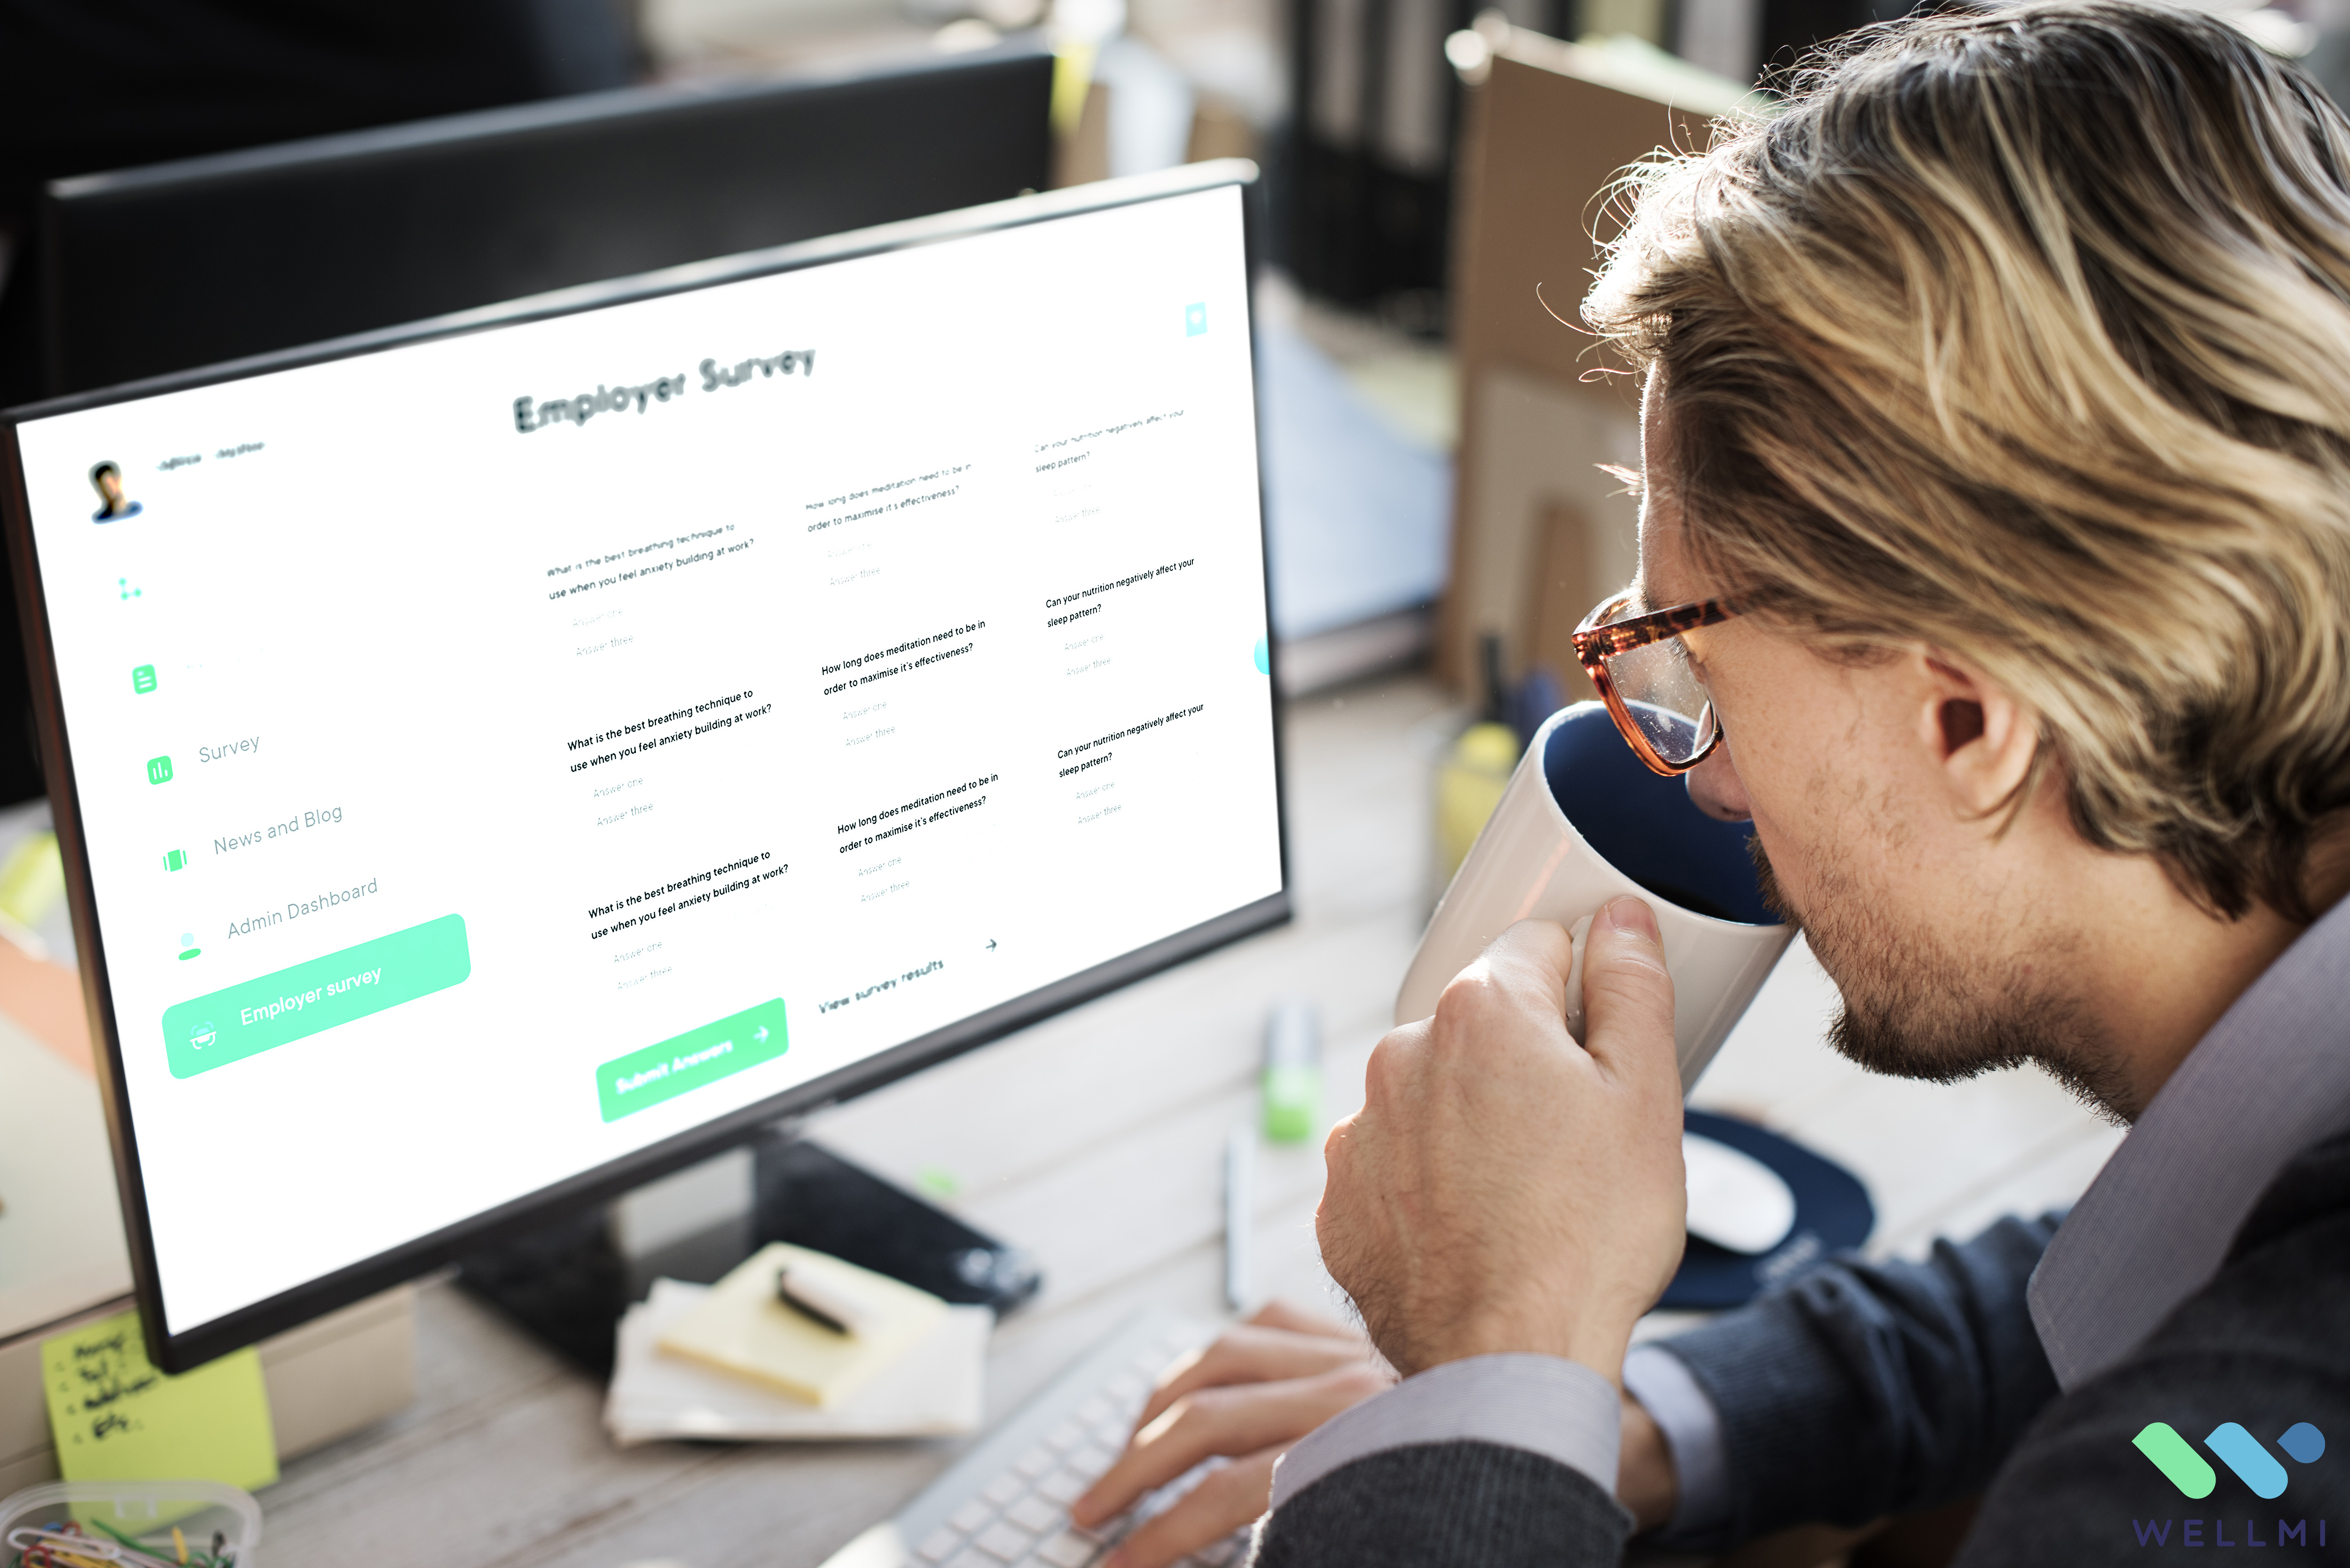 Employer Survey
Survey
News and Blog
Admin Dashboard
Employer survey
What is the best breathing technique to
use when you feel anxiety building at work?
Answer one
Answer three
What is the best breathing technique to
use when you feel anxiety building at work?
Answer one
Answer three
What is the best breathing technique to
use when you feel anxiety building at work?
Answer one
Answer three
How long does meditation need to be in
order to maximise it's effectiveness?
Answer one
Answer three
How long does meditation need to be in
order to maximise it's effectiveness?
Answer one
Answer three
How long does meditation need to be in
order to maximise it's effectiveness?
Answer one
Answer three
Can your nutrition negatively affect your
sleep pattern?
Answer three
Can your nutrition negatively affect your
sleep pattern?
Answer one
Answer three
Can your nutrition negatively affect your
sleep pattern?
Answer one
Answer three
Submit Answers
View survey results
Etc.
WELLMI